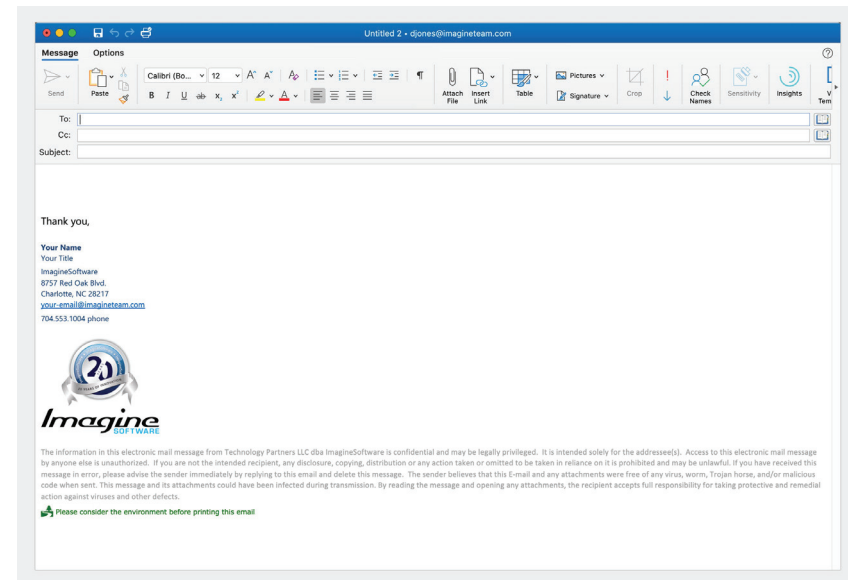 Untitled 2 • djones@imagineteam.com
Message Options
Calibri (Bo... 12 A^ A˅ A
Send Paste B I U ab x₂ x² A Attach File Insert Link Table Pictures Signature Crop Check Names Sensitivity Insights V Tem
To:
Cc:
Subject:
Thank you,
Your Name
Your Title
ImagineSoftware
8757 Red Oak Blvd.
Charlotte, NC 28217
your-email@imagineteam.com
704.553.1004 phone
20
YEARS OF INNOVATION
Imagine
SOFTWARE
The information in this electronic mail message from Technology Partners LLC dba ImagineSoftware is confidential and may be legally privileged. It is intended solely for the addressee(s). Access to this electronic mail message
by anyone else is unauthorized. If you are not the intended recipient, any disclosure, copying, distribution or any action taken or omitted to be taken in reliance on it is prohibited and may be unlawful. If you have received this
message in error, please advise the sender immediately by replying to this email and delete this message. The sender believes that this E-mail and any attachments were free of any virus, worm, Trojan horse, and/or malicious
code when sent. This message and its attachments could have been infected during transmission. By reading the message and opening any attachments, the recipient accepts full responsibility for taking protective and remedial
action against viruses and other defects.
Please consider the environment before printing this email